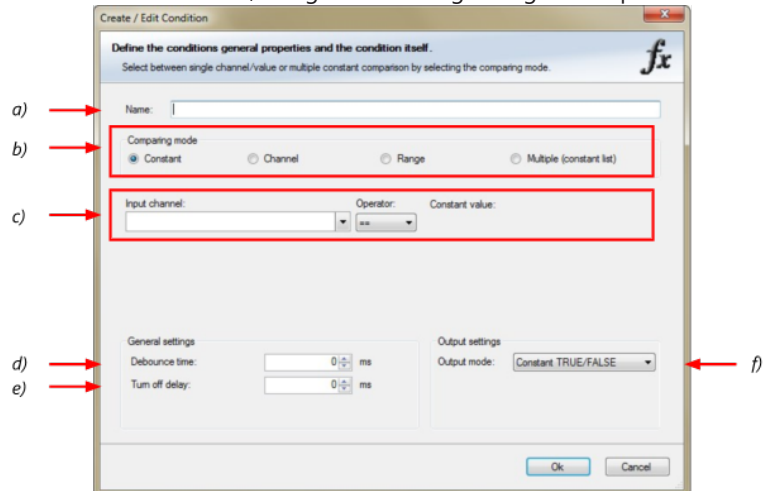 Create / Edit Condition
Define the conditions general properties and the condition itself.
Select between single channel/value or multiple constant comparison by selecting the comparing mode.
fx
a) Name:
b) Comparing mode
Constant Channel Range Multiple (constant list)
c) Input channel: Operator: Constant value:
==
General settings Output settings
d) Debounce time: 0 ms Output mode: Constant TRUE/FALSE f)
e) Turn off delay: 0 ms
Ok Cancel